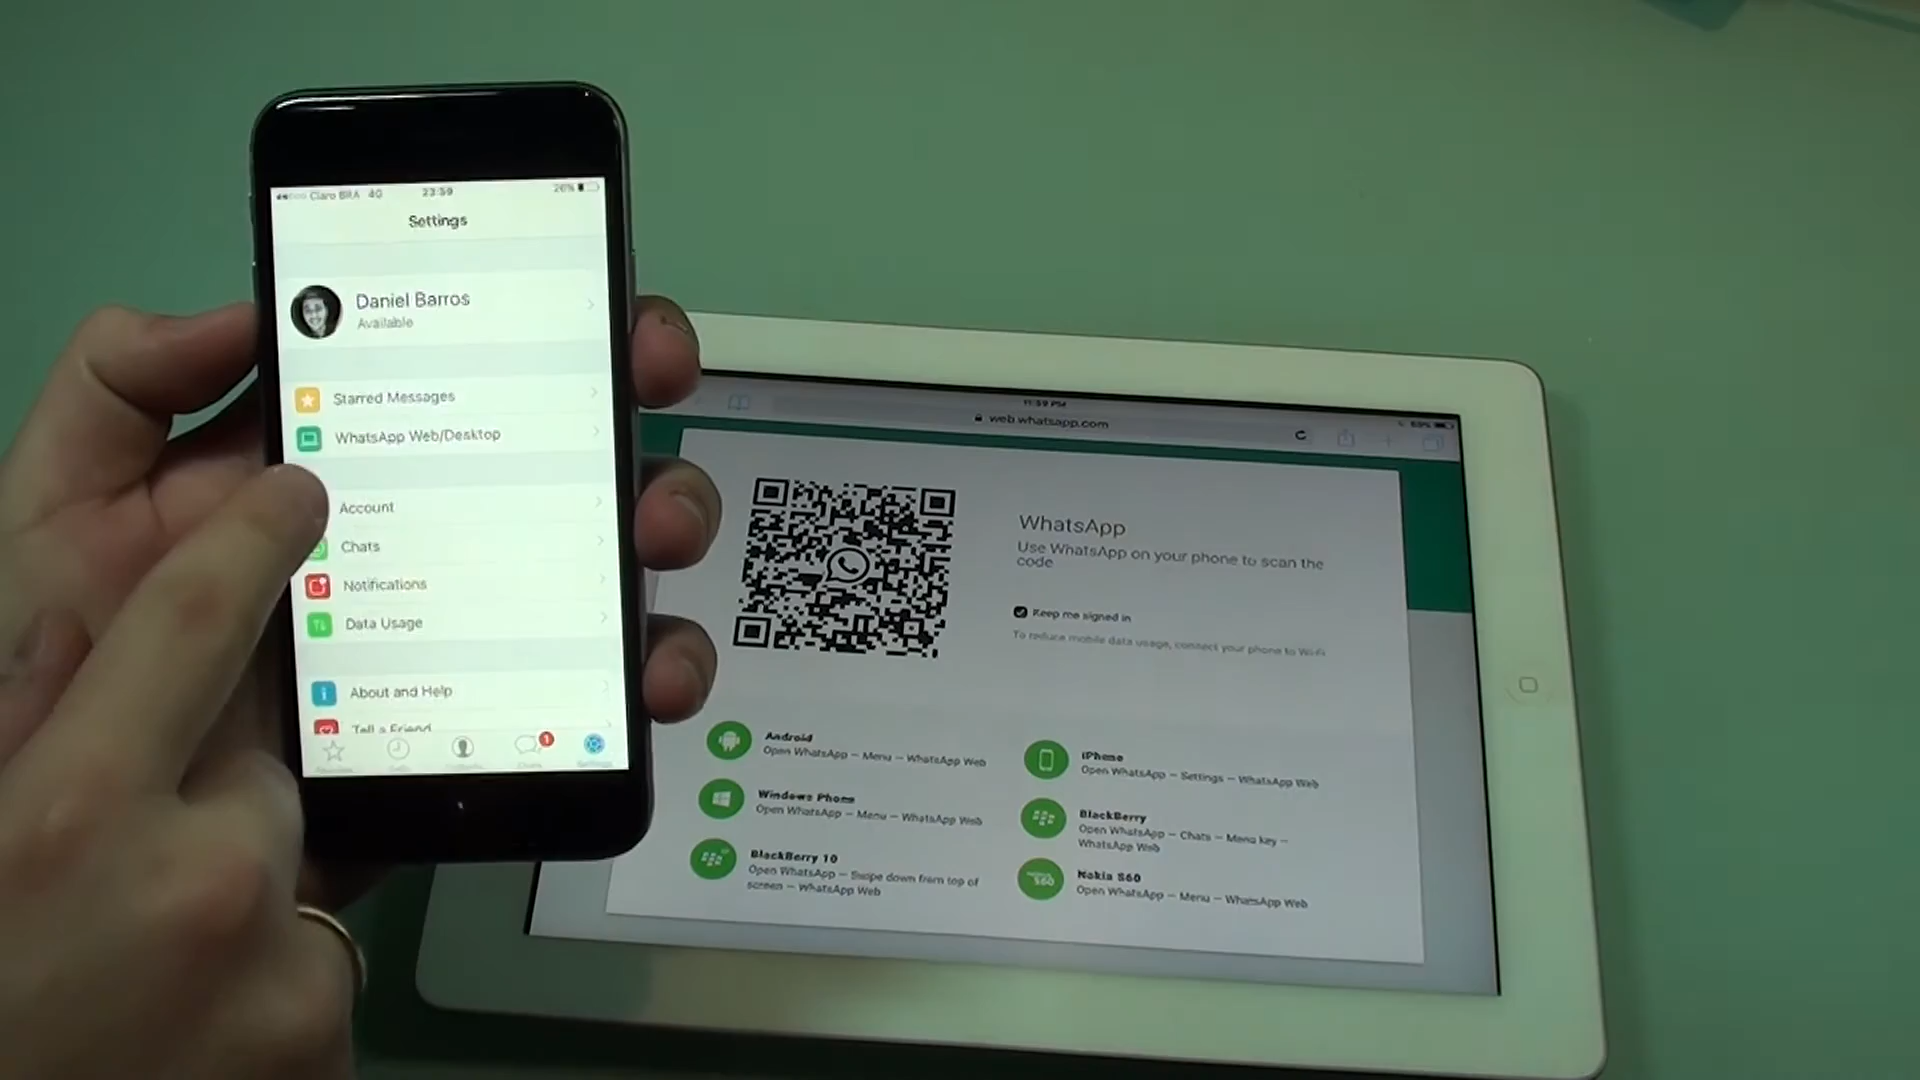 Claro BRA 4G 23:59 26%
Settings
Daniel Barros
Available
Starred Messages
WhatsApp Web/Desktop
Account
Chats
Notifications
Data Usage
About and Help
Tell a Friend
1
11:59 PM
web.whatsapp.com
WhatsApp
Use WhatsApp on your phone to scan the
code
Keep me signed in
To reduce mobile data usage, connect your phone to Wi-Fi
Android
Open WhatsApp – Menu – WhatsApp Web
Windows Phone
Open WhatsApp – Menu – WhatsApp Web
BlackBerry 10
Open WhatsApp – Swipe down from top of
screen – WhatsApp Web
iPhone
Open WhatsApp – Settings – WhatsApp Web
BlackBerry
Open WhatsApp – Chats – Menu key –
WhatsApp Web
Nokia S60
Open WhatsApp – Menu – WhatsApp Web